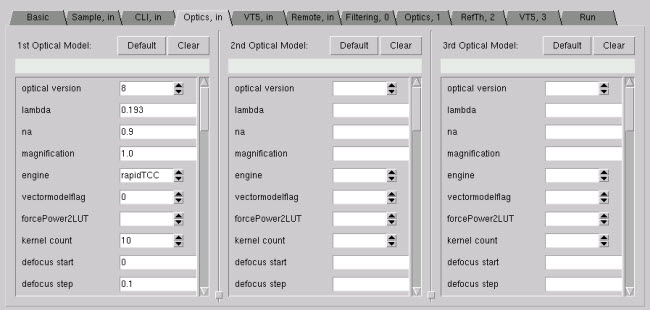 Basic Sample, in CLI, in Optics, in VT5, in Remote, in Filtering, 0 Optics, 1 RefTh, 2 VT5, 3 Run
1st Optical Model: Default Clear 2nd Optical Model: Default Clear 3rd Optical Model: Default Clear
optical version 8 optical version optical version
lambda 0.193 lambda lambda
na 0.9 na na
magnification 1.0 magnification magnification
engine rapidTCC engine engine
vectormodelflag 0 vectormodelflag vectormodelflag
forcePower2LUT forcePower2LUT forcePower2LUT
kernel count 10 kernel count kernel count
defocus start 0 defocus start defocus start
defocus step 0.1 defocus step defocus step